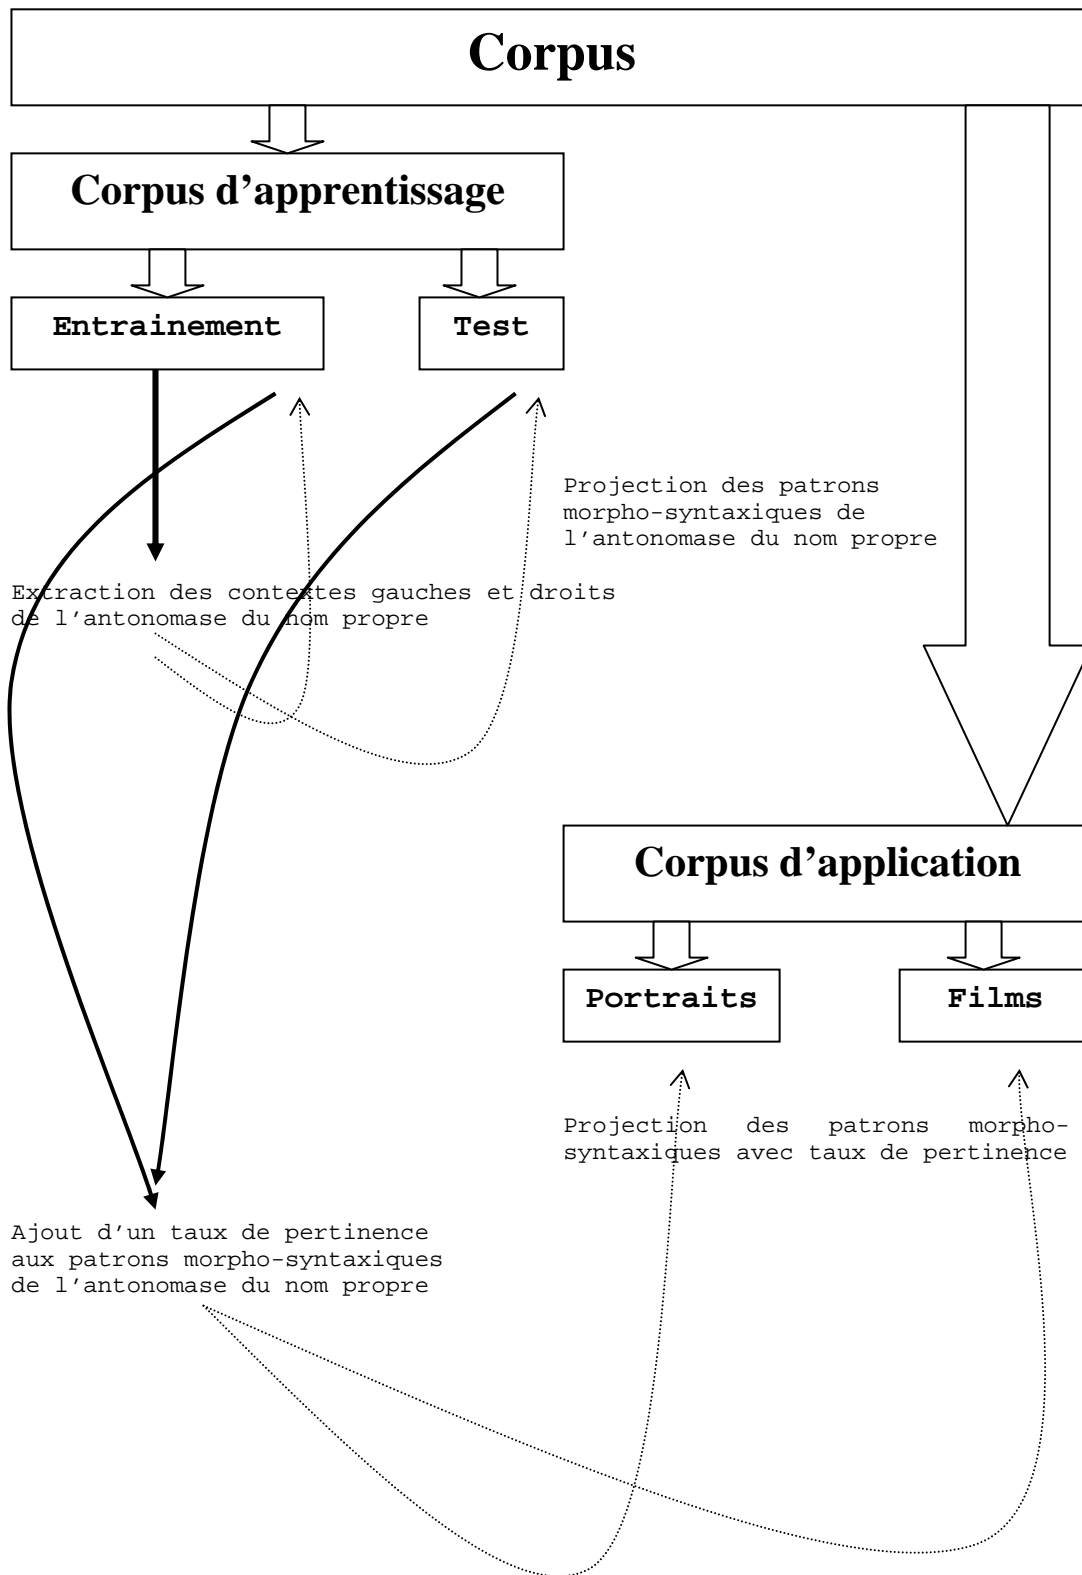 Corpus
Corpus d’apprentissage
Entrainement
Test
Projection des patrons
morpho-syntaxiques de
l’antonomase du nom propre
Extraction des contextes gauches et droits
de l’antonomase du nom propre
Corpus d’application
Portraits
Films
Projection des patrons morpho-
syntaxiques avec taux de pertinence
Ajout d’un taux de pertinence
aux patrons morpho-syntaxiques
de l’antonomase du nom propre